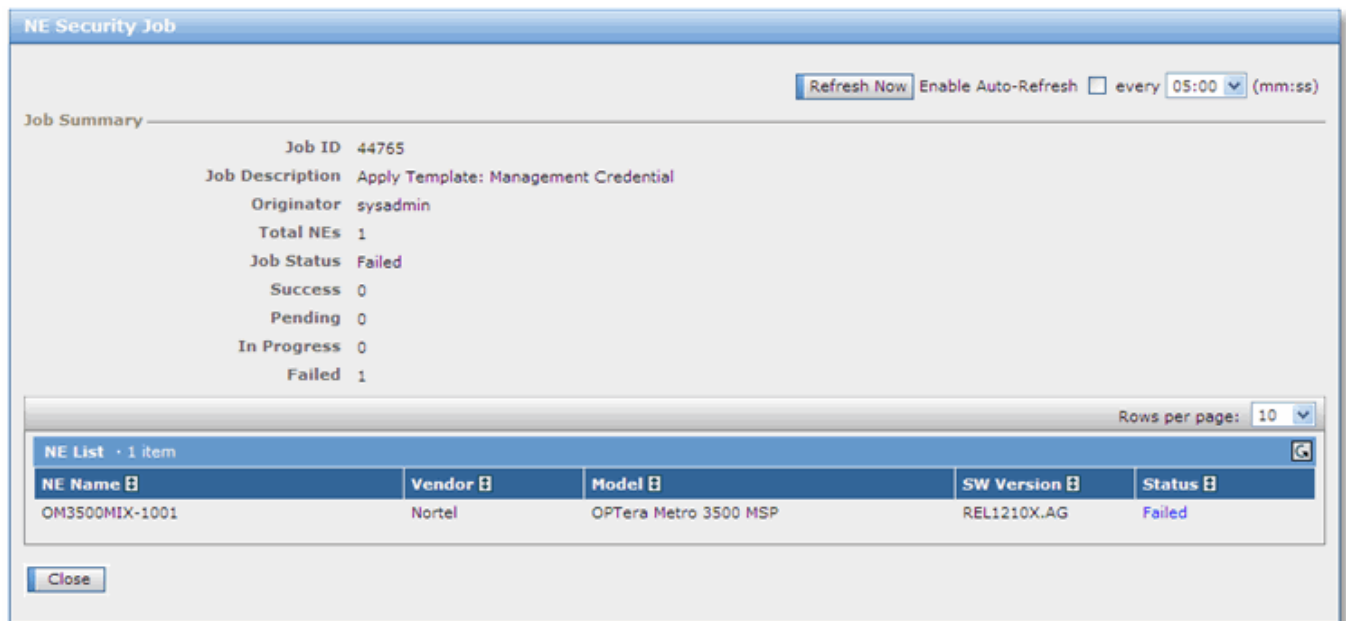 NE Security Job
Refresh Now Enable Auto-Refresh every 05:00 (mm:ss)
Job Summary
Job ID 44765
Job Description Apply Template: Management Credential
Originator sysadmin
Total NEs 1
Job Status Failed
Success 0
Pending 0
In Progress 0
Failed 1
Rows per page: 10
NE List · 1 item
NE Name Vendor Model SW Version Status
OM3500MIX-1001 Nortel OPTera Metro 3500 MSP REL1210X.AG Failed
Close